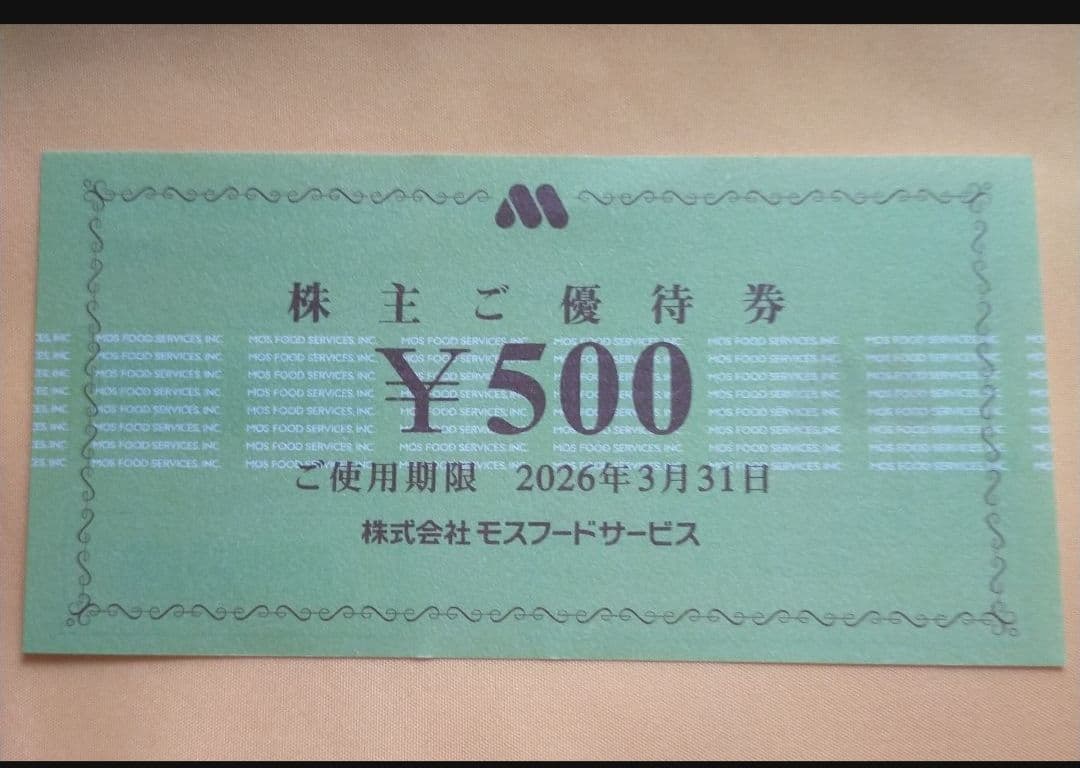 株主ご優待券
MOS FOOD SERVICES, INC.
¥500
ご使用期限 2026年3月31日
株式会社モスフードサービス